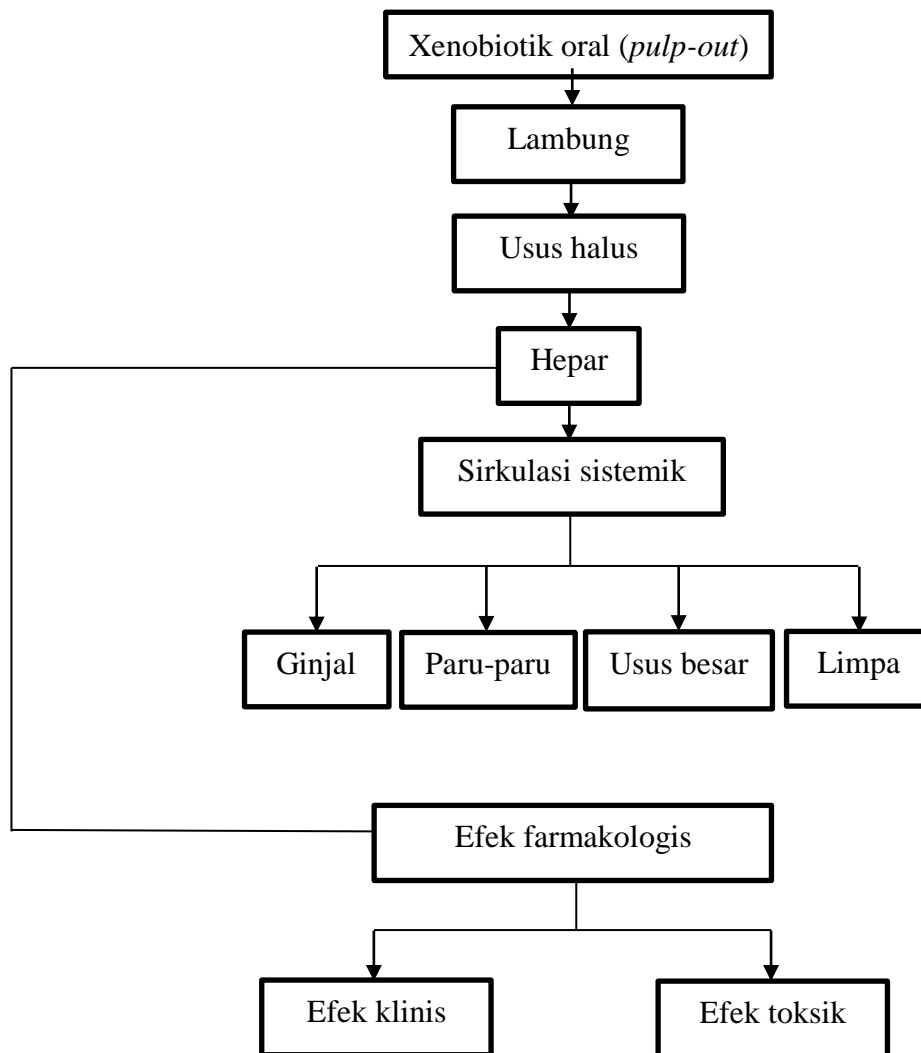 Xenobiotik oral (pulp-out)
Lambung
Usus halus
Hepar
Sirkulasi sistemik
Ginjal
Paru-paru
Usus besar
Limpa
Efek farmakologis
Efek klinis
Efek toksik